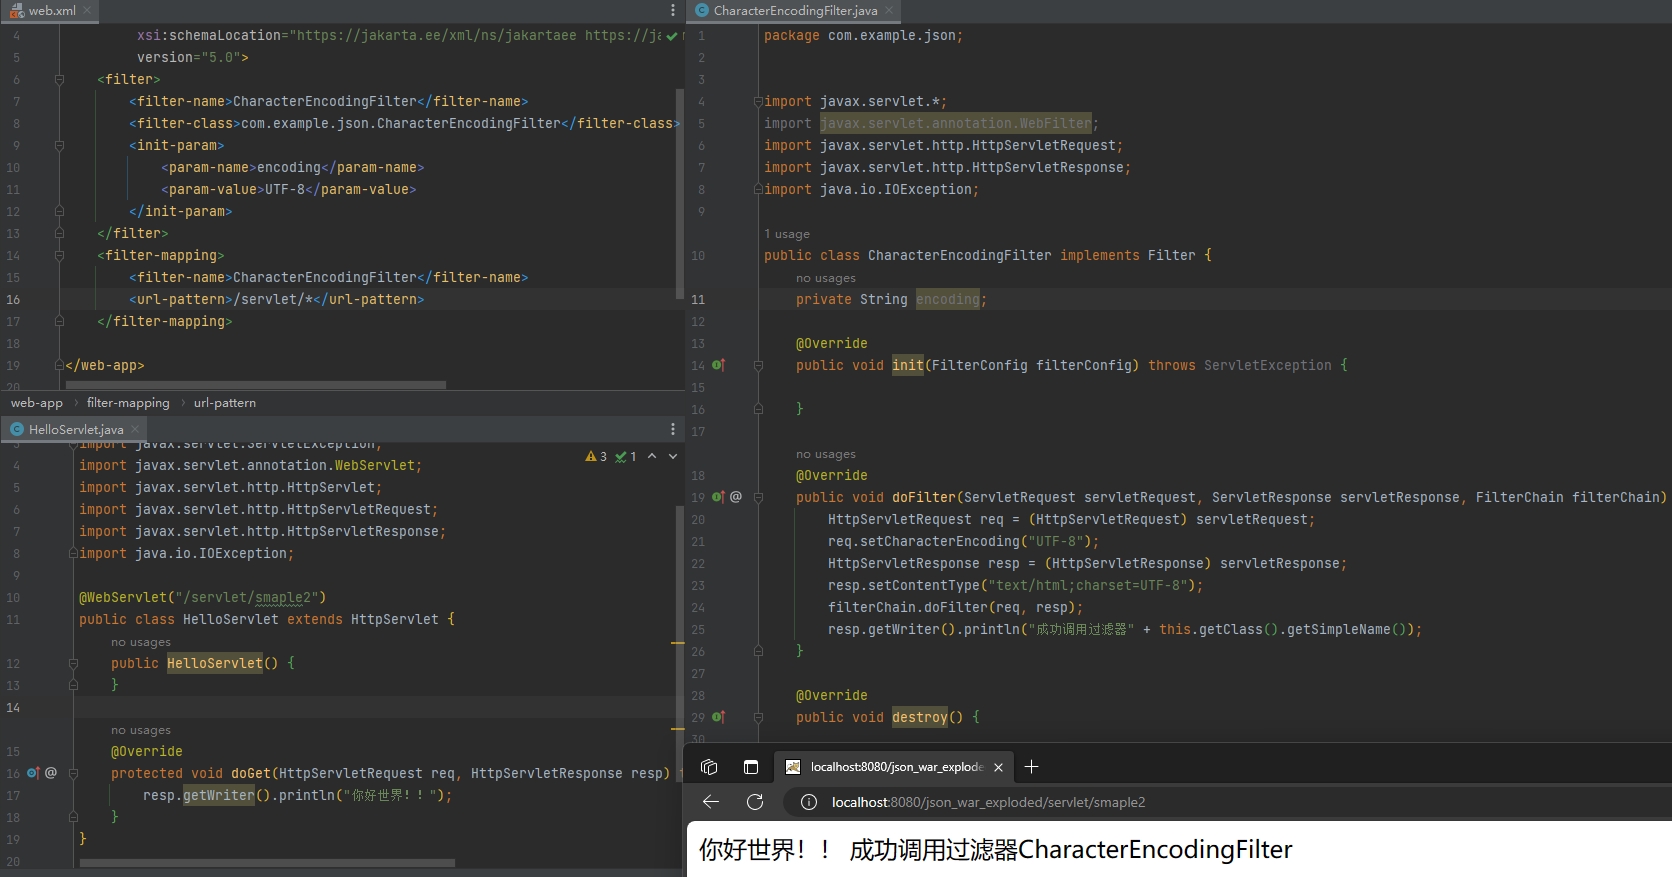 web.xml
4 xsi:schemaLocation="https://jakarta.ee/xml/ns/jakartaee https://ja
5 version="5.0">
6 <filter>
7 <filter-name>CharacterEncodingFilter</filter-name>
8 <filter-class>com.example.json.CharacterEncodingFilter</filter-class>
9 <init-param>
10 <param-name>encoding</param-name>
11 <param-value>UTF-8</param-value>
12 </init-param>
13 </filter>
14 <filter-mapping>
15 <filter-name>CharacterEncodingFilter</filter-name>
16 <url-pattern>/servlet/*</url-pattern>
17 </filter-mapping>
18
19 </web-app>
20
web-app › filter-mapping › url-pattern
HelloServlet.java
3 import javax.servlet.ServletException;
4 import javax.servlet.annotation.WebServlet;
5 import javax.servlet.http.HttpServlet;
6 import javax.servlet.http.HttpServletRequest;
7 import javax.servlet.http.HttpServletResponse;
8 import java.io.IOException;
9
10 @WebServlet("/servlet/smaple2")
11 public class HelloServlet extends HttpServlet {
no usages
12 public HelloServlet() {
13 }
14
no usages
15 @Override
16 protected void doGet(HttpServletRequest req, HttpServletResponse resp)
17 resp.getWriter().println("你好世界！！");
18 }
19 }
20
3 1
CharacterEncodingFilter.java
1 package com.example.json;
2
3
4 import javax.servlet.*;
5 import javax.servlet.annotation.WebFilter;
6 import javax.servlet.http.HttpServletRequest;
7 import javax.servlet.http.HttpServletResponse;
8 import java.io.IOException;
9
1 usage
10 public class CharacterEncodingFilter implements Filter {
no usages
11 private String encoding;
12
13 @Override
14 public void init(FilterConfig filterConfig) throws ServletException {
15
16 }
17
no usages
18 @Override
19 @ public void doFilter(ServletRequest servletRequest, ServletResponse servletResponse, FilterChain filterChain)
20 HttpServletRequest req = (HttpServletRequest) servletRequest;
21 req.setCharacterEncoding("UTF-8");
22 HttpServletResponse resp = (HttpServletResponse) servletResponse;
23 resp.setContentType("text/html;charset=UTF-8");
24 filterChain.doFilter(req, resp);
25 resp.getWriter().println("成功调用过滤器" + this.getClass().getSimpleName());
26 }
27
28 @Override
29 public void destroy() {
30
localhost:8080/json_war_explode
localhost:8080/json_war_exploded/servlet/smaple2
你好世界！！ 成功调用过滤器CharacterEncodingFilter